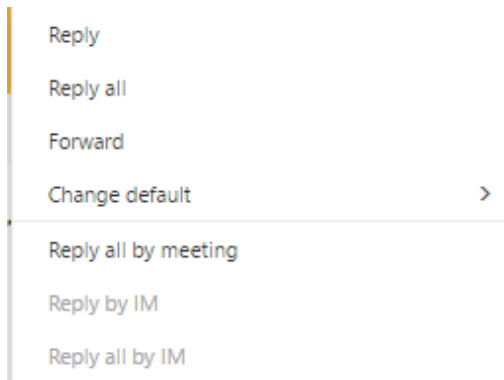 Reply
Reply all
Forward
Change default
Reply all by meeting
Reply by IM
Reply all by IM